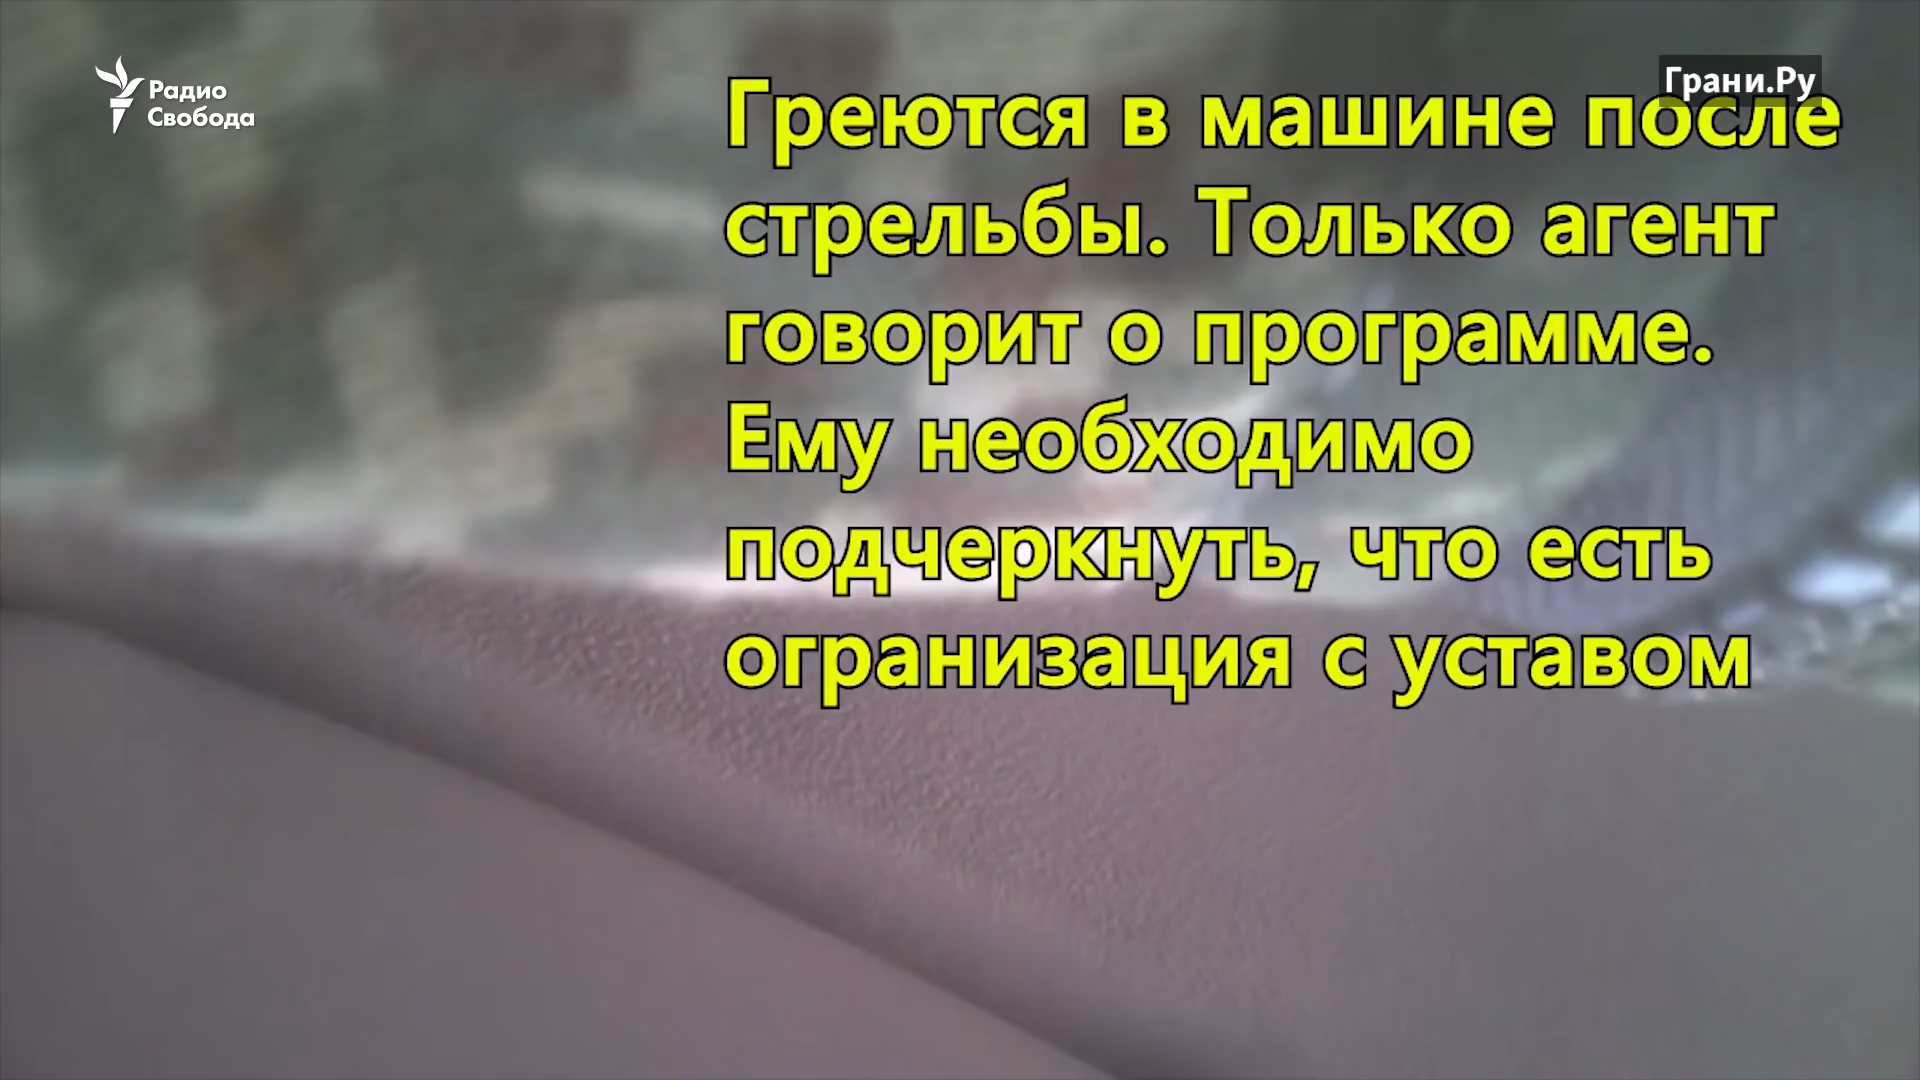 Радио
Свобода
Грани.Ру
Греются в машине после
стрельбы. Только агент
говорит о программе.
Ему необходимо
подчеркнуть, что есть
огранизация с уставом